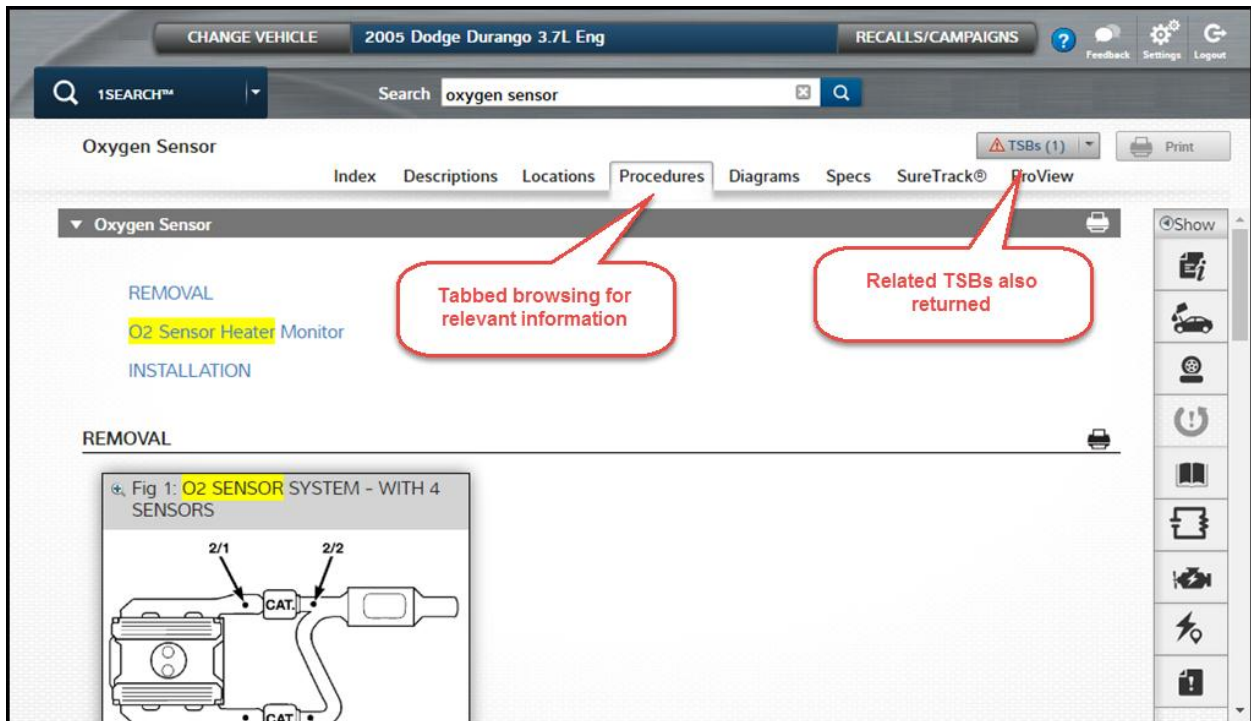 CHANGE VEHICLE 2005 Dodge Durango 3.7L Eng RECALLS/CAMPAIGNS ? Feedback Settings Logout
1SEARCH™ Search oxygen sensor
Oxygen Sensor TSBs (1) Print
Index Descriptions Locations Procedures Diagrams Specs SureTrack® ProView
Oxygen Sensor Show
Tabbed browsing for
relevant information
Related TSBs also
returned
REMOVAL
O2 Sensor Heater Monitor
INSTALLATION
REMOVAL
Fig 1: O2 SENSOR SYSTEM - WITH 4
SENSORS
2/1 2/2
CAT.
CAT.